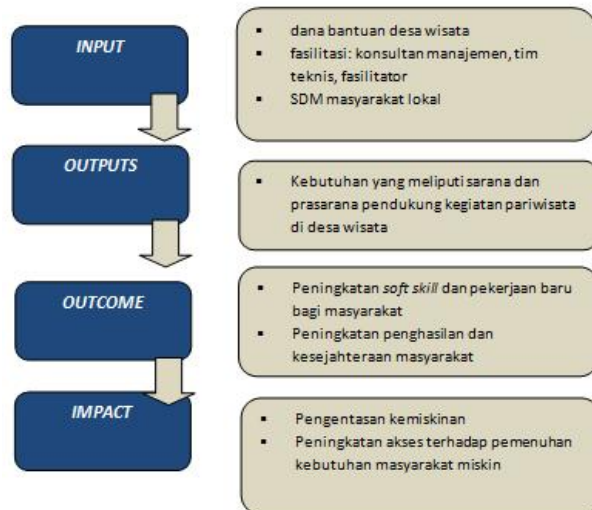 INPUT
▪ dana bantuan desa wisata
▪ fasilitasi: konsultan manajemen, tim
teknis, fasilitator
▪ SDM masyarakat lokal
OUTPUTS
▪ Kebutuhan yang meliputi sarana dan
prasarana pendukung kegiatan pariwisata
di desa wisata
OUTCOME
▪ Peningkatan soft skill dan pekerjaan baru
bagi masyarakat
▪ Peningkatan penghasilan dan
kesejahteraan masyarakat
IMPACT
▪ Pengentasan kemiskinan
▪ Peningkatan akses terhadap pemenuhan
kebutuhan masyarakat miskin